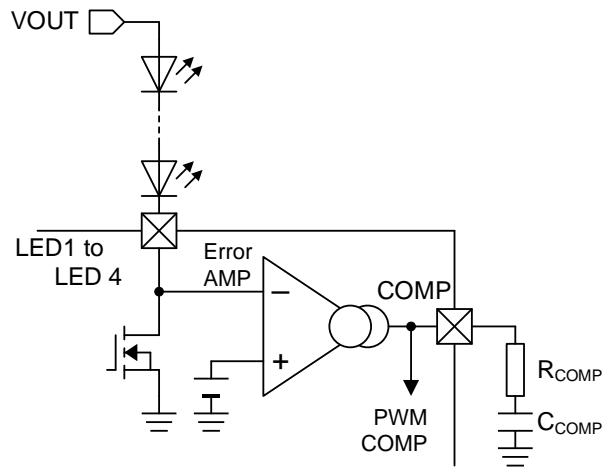 VOUT
LED1 to
LED 4
Error
AMP
−
+
COMP
PWM
COMP
RCOMP
CCOMP